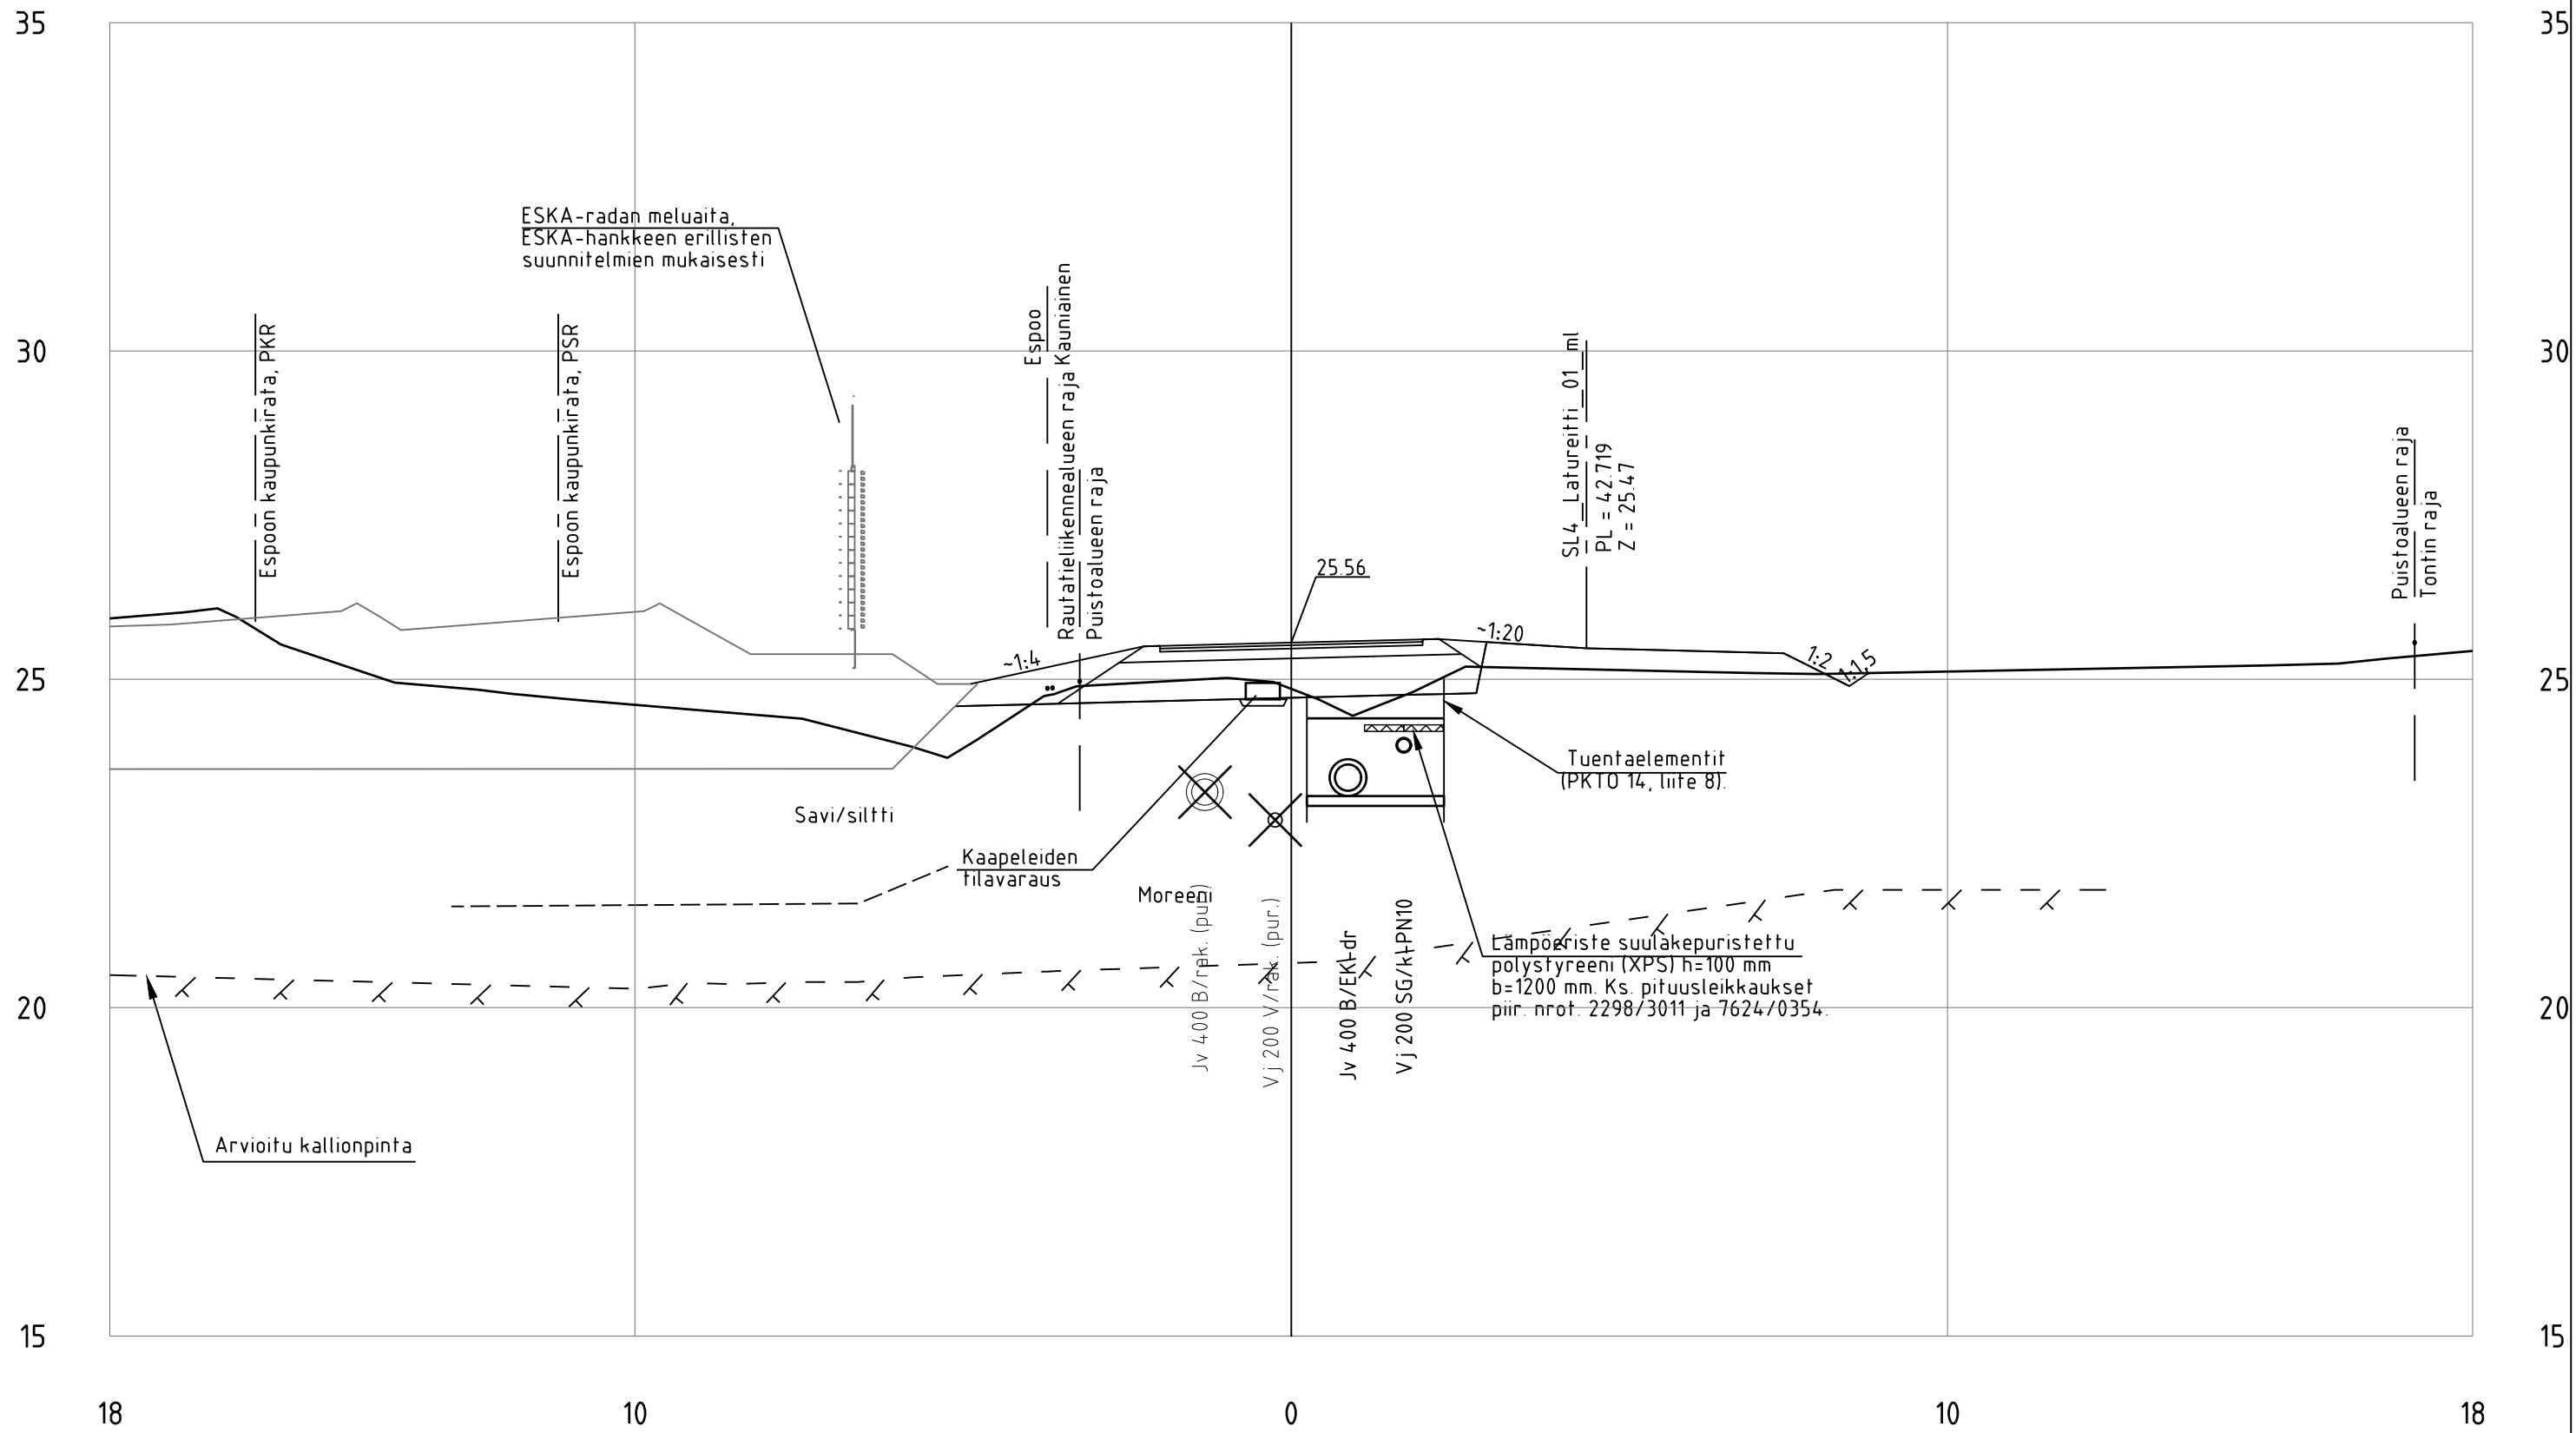 35
35
ESKA-radan meluaita,
ESKA-hankkeen erillisten
suunnitelmien mukaisesti
30
30
Espoon kaupunkirata, PKR
Espoon kaupunkirata, PSR
Espoo
Kauniainen
Rautatieliikennealueen raja
Puistoalueen raja
SL4_Latureitti_01_ml
PL = 42.719
Z = 25.47
Puistoalueen raja
Tontin raja
25.56
~1:4
~1:20
1:2
1:1,5
25
25
Tuentaelementit
(PKTO 14, liite 8).
Savi/siltti
Kaapeleiden
tilavaraus
Moreeni
Jv 400 B/rak. (pur.)
Vj 200 V/rak. (pur.)
Jv 400 B/EKl-dr
Vj 200 SG/kl-PN10
Lämpöeriste suulakepuristettu
polystyreeni (XPS) h=100 mm
b=1200 mm. Ks. pituusleikkaukset
piir. nrot. 2298/3011 ja 7624/0354.
20
20
Arvioitu kallionpinta
15
15
18
10
0
10
18